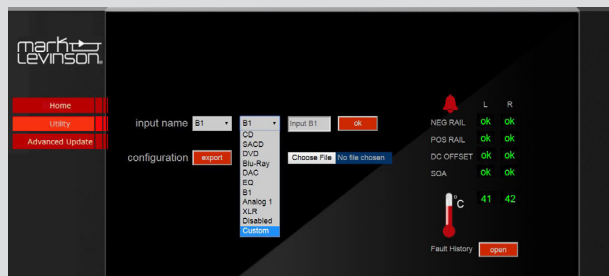 mark Levinson.
L R
Home
Utility
Advanced Update
input name B1 B1 Input B1 ok
CD
SACD
DVD
Blu-Ray
DAC
EQ
B1
Analog 1
XLR
Disabled
Custom
configuration export Choose File No file chosen
NEG RAIL ok ok
POS RAIL ok ok
DC OFFSET ok ok
SOA ok ok
°C 41 42
Fault History open